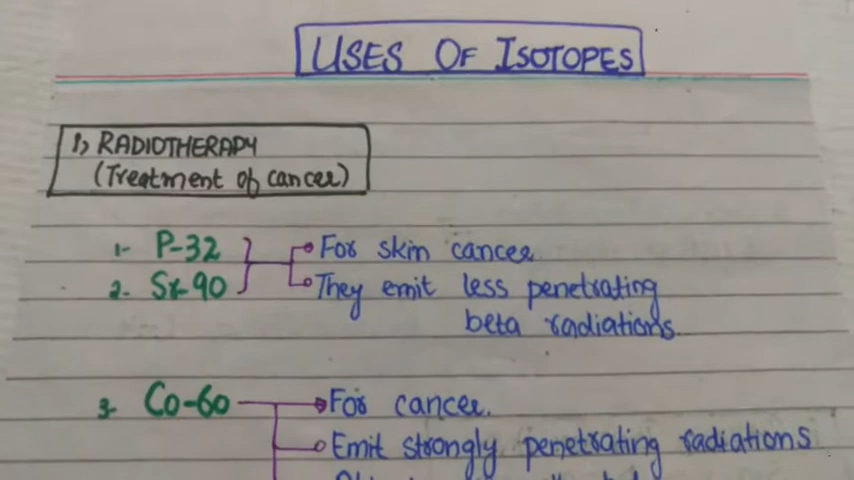 USES OF ISOTOPES
1) RADIOTHERAPY
(Treatment of cancer)
1- P-32
For skin cancer
2- Sr-90
They emit less penetrating
beta radiations.
3- Co-60
For cancer.
Emit strongly penetrating radiations